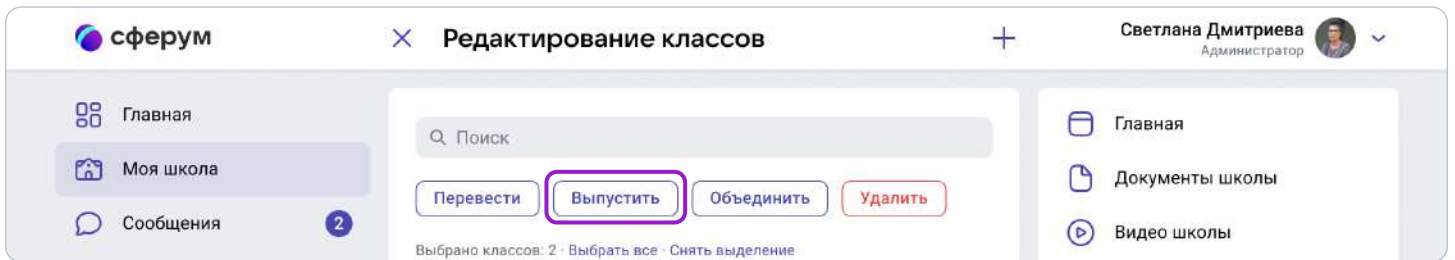 сферум
Редактирование классов
Светлана Дмитриева
Администратор
Главная
Моя школа
Сообщения
2
Поиск
Перевести
Выпустить
Объединить
Удалить
Выбрано классов: 2 · Выбрать все · Снять выделение
Главная
Документы школы
Видео школы